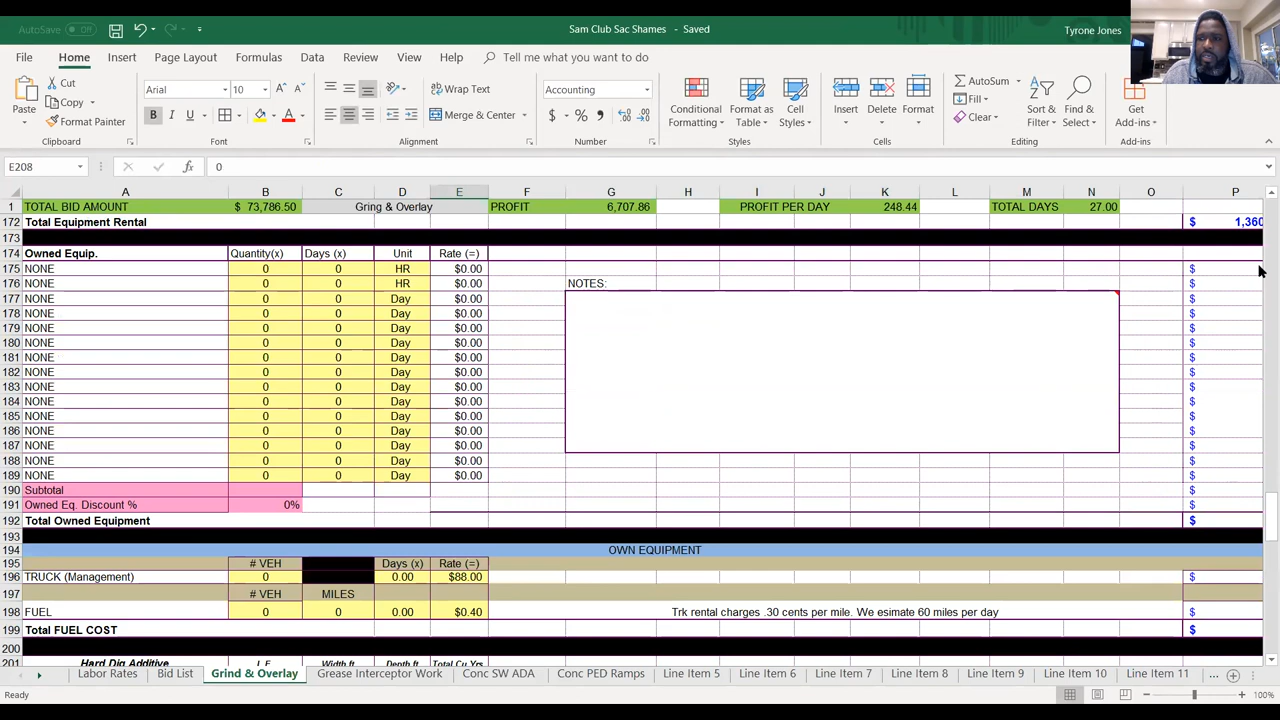 AutoSave Off Sam Club Sac Shames - Saved Tyrone Jones
File Home Insert Page Layout Formulas Data Review View Help Tell me what you want to do
Paste Cut Copy Format Painter Clipboard
Arial 10 B I U Font
Wrap Text Merge & Center Alignment
Accounting $ % Number
Conditional Formatting Format as Table Cell Styles Styles
Insert Delete Format Cells
AutoSum Fill Clear Sort & Filter Find & Select Editing
Get Add-ins Add-ins
E208 fx 0
A B C D E F G H I J K L M N O P
1 TOTAL BID AMOUNT $ 73,786.50 Gring & Overlay PROFIT 6,707.86 PROFIT PER DAY 248.44 TOTAL DAYS 27.00
172 Total Equipment Rental $ 1,360
173
174 Owned Equip. Quantity(x) Days (x) Unit Rate (=)
175 NONE 0 0 HR $0.00 $
176 NONE 0 0 HR $0.00 NOTES: $
177 NONE 0 0 Day $0.00 $
178 NONE 0 0 Day $0.00 $
179 NONE 0 0 Day $0.00 $
180 NONE 0 0 Day $0.00 $
181 NONE 0 0 Day $0.00 $
182 NONE 0 0 Day $0.00 $
183 NONE 0 0 Day $0.00 $
184 NONE 0 0 Day $0.00 $
185 NONE 0 0 Day $0.00 $
186 NONE 0 0 Day $0.00 $
187 NONE 0 0 Day $0.00 $
188 NONE 0 0 Day $0.00 $
189 NONE 0 0 Day $0.00 $
190 Subtotal $
191 Owned Eq. Discount % 0% $
192 Total Owned Equipment $
193
194 OWN EQUIPMENT
195 # VEH Days (x) Rate (=)
196 TRUCK (Management) 0 0.00 $88.00 $
197 # VEH MILES
198 FUEL 0 0 0.00 $0.40 Trk rental charges .30 cents per mile. We esimate 60 miles per day $
199 Total FUEL COST $
200
201 Hard Dig Additive L.F. Width ft Depth ft Total Cu Yrs
Labor Rates Bid List Grind & Overlay Grease Interceptor Work Conc SW ADA Conc PED Ramps Line Item 5 Line Item 6 Line Item 7 Line Item 8 Line Item 9 Line Item 10 Line Item 11 ...
Ready 100%